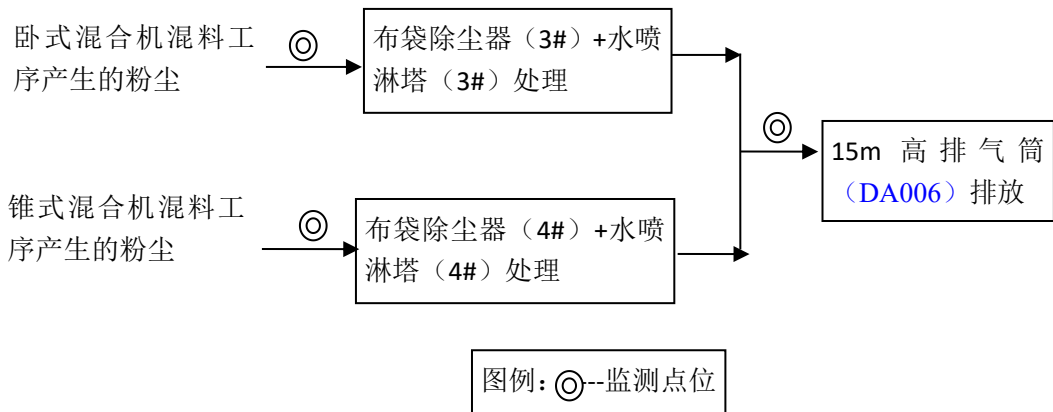 卧式混合机混料工
序产生的粉尘
布袋除尘器（3#）+水喷
淋塔（3#）处理
15m 高排气筒
（DA006）排放
锥式混合机混料工
序产生的粉尘
布袋除尘器（4#）+水喷
淋塔（4#）处理
图例：◎---监测点位